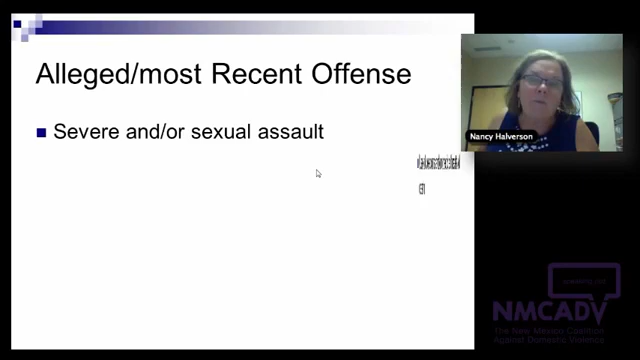 Alleged/most Recent Offense
Severe and/or sexual assault
Nancy Halverson
NMCADV
The New Mexico Coalition
Against Domestic Violence